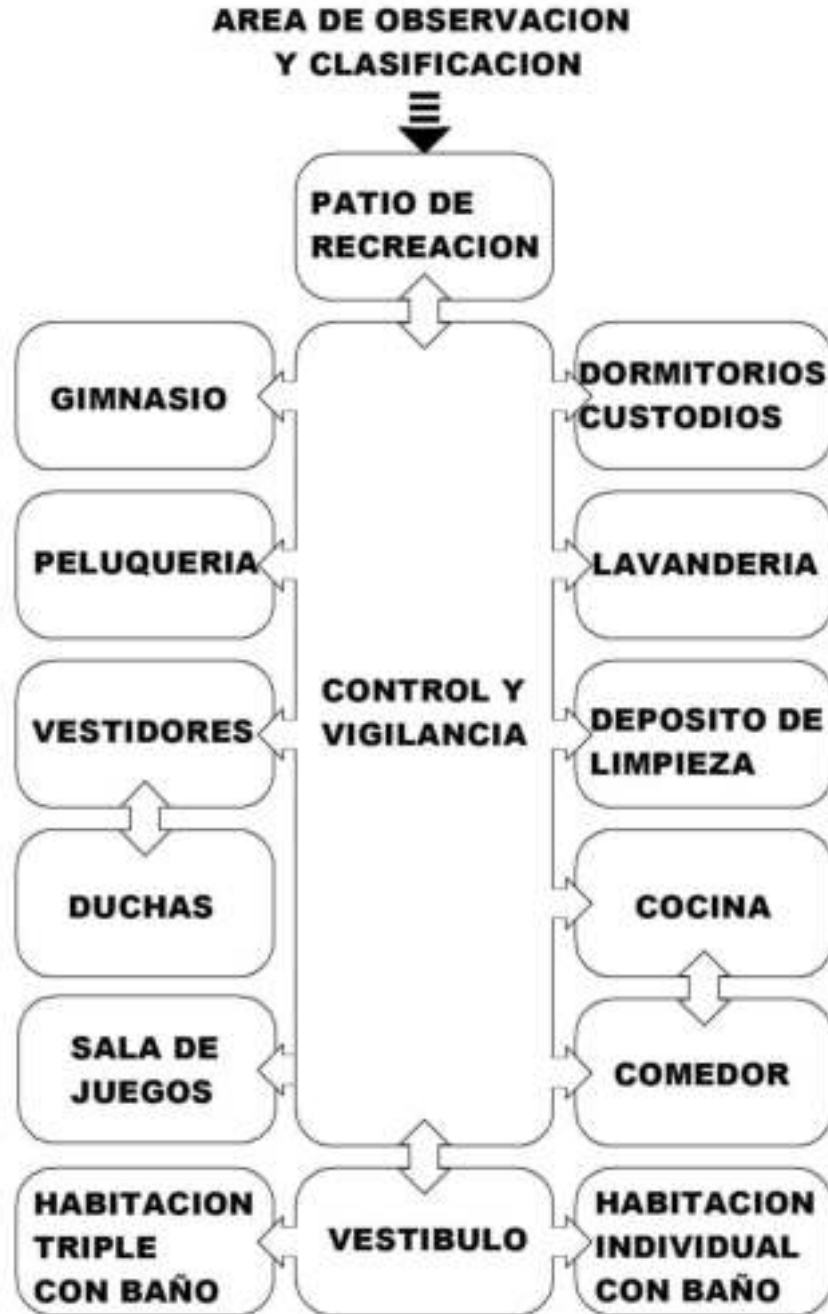 AREA DE OBSERVACION
Y CLASIFICACION
PATIO DE
RECREACION
GIMNASIO
DORMITORIOS
CUSTODIOS
PELUQUERIA
LAVANDERIA
VESTIDORES
CONTROL Y
VIGILANCIA
DEPOSITO DE
LIMPIEZA
DUCHAS
COCINA
SALA DE
JUEGOS
COMEDOR
HABITACION
TRIPLE
CON BAÑO
VESTIBULO
HABITACION
INDIVIDUAL
CON BAÑO